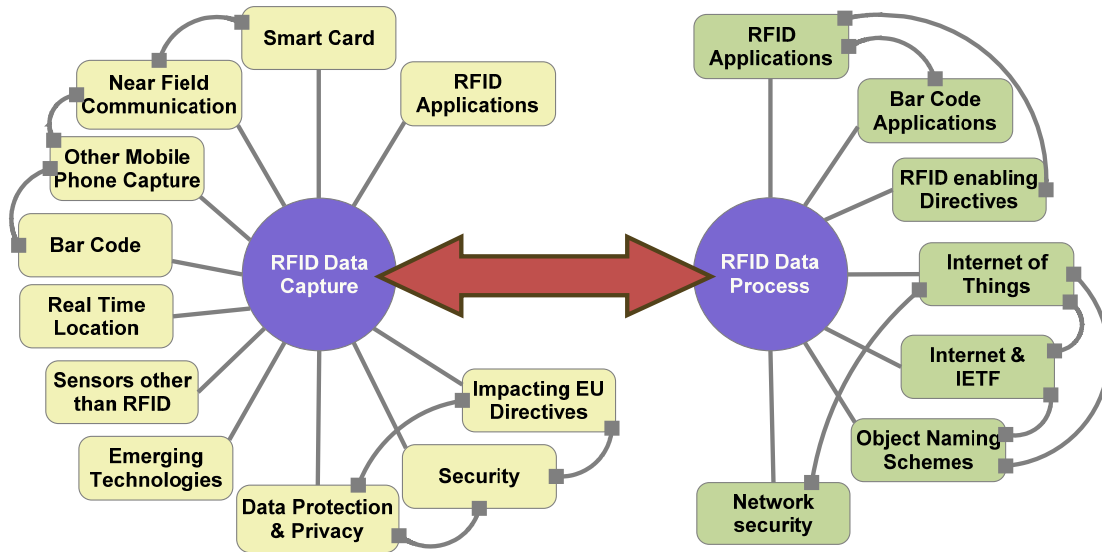 Smart Card
Near Field
Communication
RFID
Applications
Other Mobile
Phone Capture
Bar Code
RFID Data
Capture
Real Time
Location
Sensors other
than RFID
Emerging
Technologies
Data Protection
& Privacy
Security
Impacting EU
Directives
RFID
Applications
Bar Code
Applications
RFID enabling
Directives
RFID Data
Process
Internet of
Things
Internet &
IETF
Object Naming
Schemes
Network
security